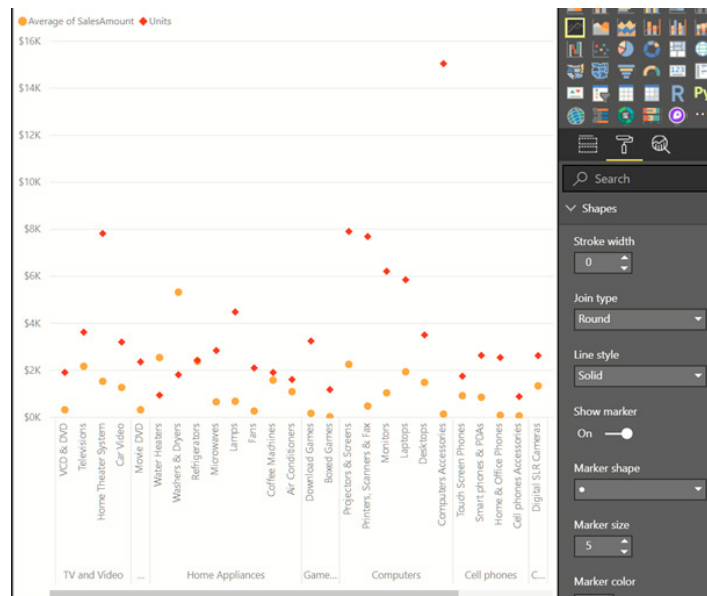 Average of SalesAmount Units
$16K
$14K
$12K
$10K
$8K
$6K
$4K
$2K
$0K
VCD & DVD
Televisions
Home Theater System
Car Video
Movie DVD
Water Heaters
Washers & Dryers
Refrigerators
Microwaves
Lamps
Fans
Coffee Machines
Air Conditioners
Download Games
Boxed Games
Projectors & Screens
Printers, Scanners & Fax
Monitors
Laptops
Desktops
Computers Accessories
Touch Screen Phones
Smart phones & PDAs
Home & Office Phones
Cell phones Accessories
Digital SLR Cameras
TV and Video
...
Home Appliances
Game...
Computers
Cell phones
C...
123
R Py
Search
Shapes
Stroke width
0
Join type
Round
Line style
Solid
Show marker
On
Marker shape
Marker size
5
Marker color